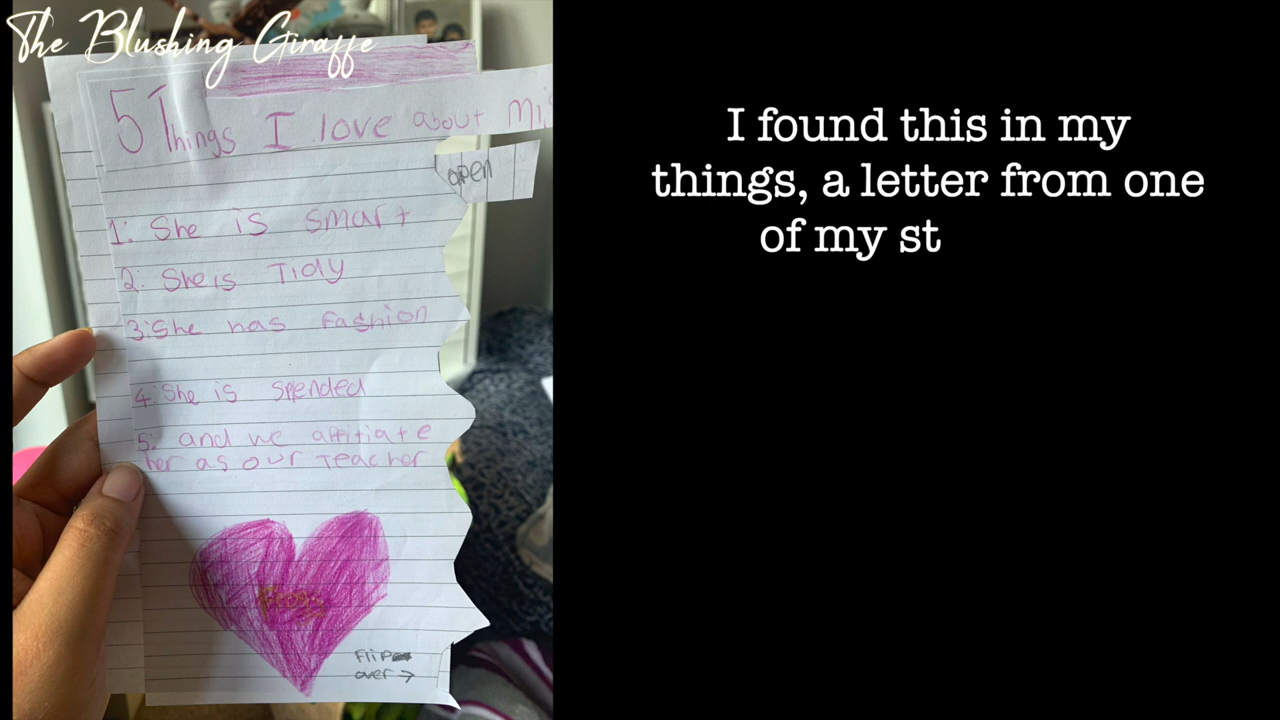 The Blushing Giraffe
5 Things I love about Mi
open
1: She is smart
2: She is Tidy
3: She has Fashion
4: She is spended
5: and we affitiate
her as our Teacher
Flip
over →
I found this in my
things, a letter from one
of my st